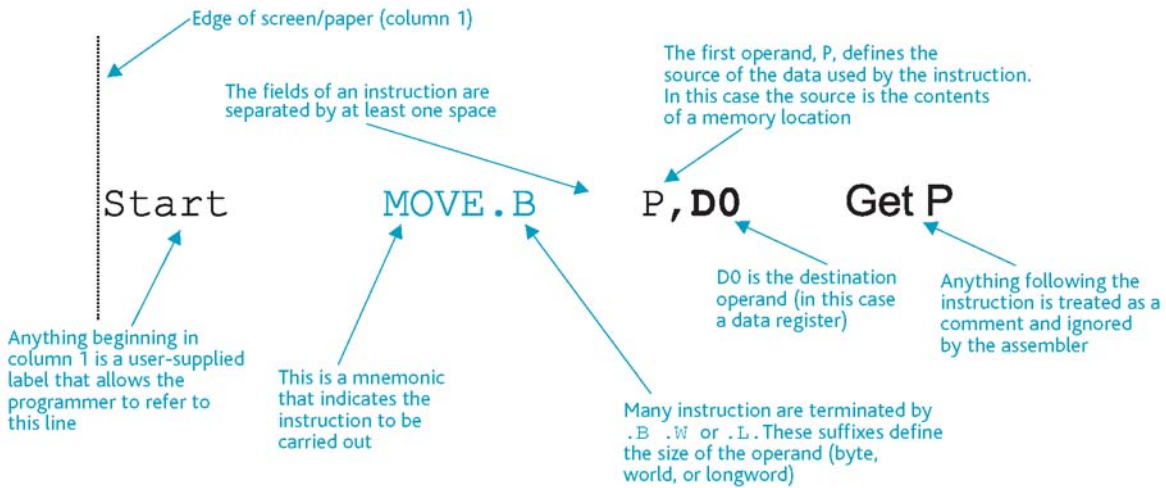 Edge of screen/paper (column 1)
The first operand, P, defines the
source of the data used by the instruction.
In this case the source is the contents
of a memory location
The fields of an instruction are
separated by at least one space
Start MOVE.B P,D0 Get P
D0 is the destination
operand (in this case
a data register)
Anything following the
instruction is treated as a
comment and ignored
by the assembler
Anything beginning in
column 1 is a user-supplied
label that allows the
programmer to refer to
this line
This is a mnemonic
that indicates the
instruction to be
carried out
Many instruction are terminated by
.B .W or .L. These suffixes define
the size of the operand (byte,
world, or longword)